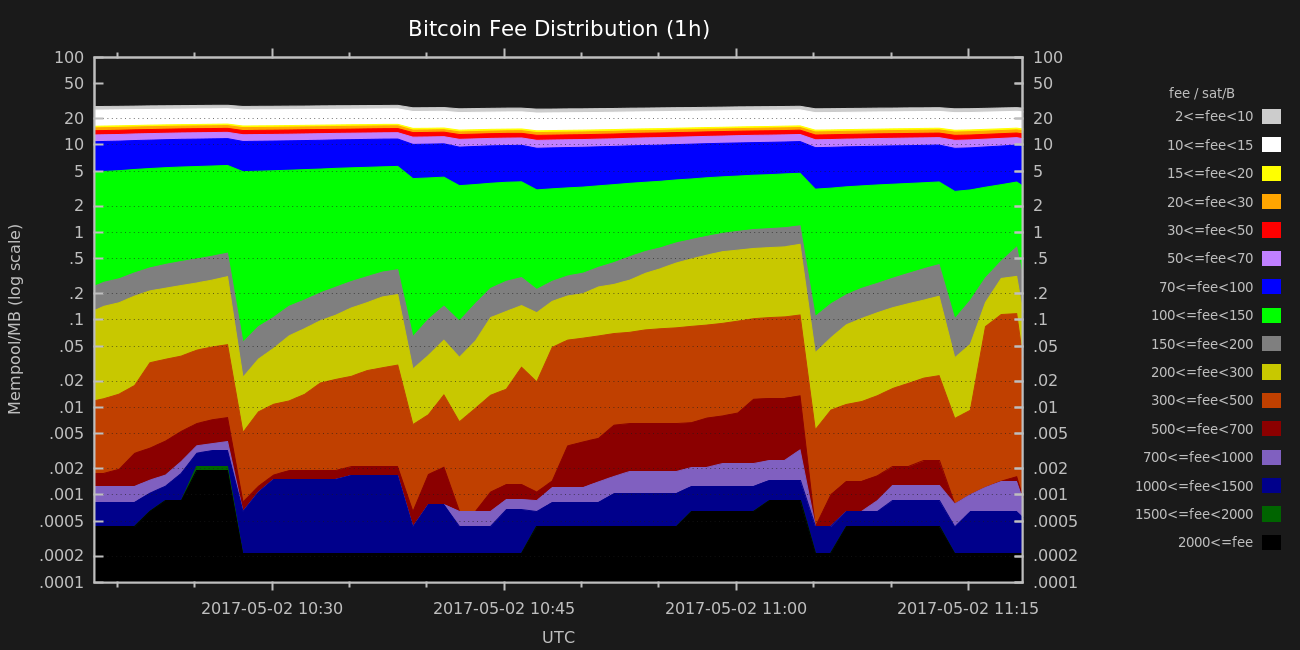 Bitcoin Fee Distribution (1h)
Mempool/MB (log scale)
100
50
20
10
5
2
1
.5
.2
.1
.05
.02
.01
.005
.002
.001
.0005
.0002
.0001
100
50
20
10
5
2
1
.5
.2
.1
.05
.02
.01
.005
.002
.001
.0005
.0002
.0001
2017-05-02 10:30
2017-05-02 10:45
2017-05-02 11:00
2017-05-02 11:15
UTC
fee / sat/B
2<=fee<10
10<=fee<15
15<=fee<20
20<=fee<30
30<=fee<50
50<=fee<70
70<=fee<100
100<=fee<150
150<=fee<200
200<=fee<300
300<=fee<500
500<=fee<700
700<=fee<1000
1000<=fee<1500
1500<=fee<2000
2000<=fee